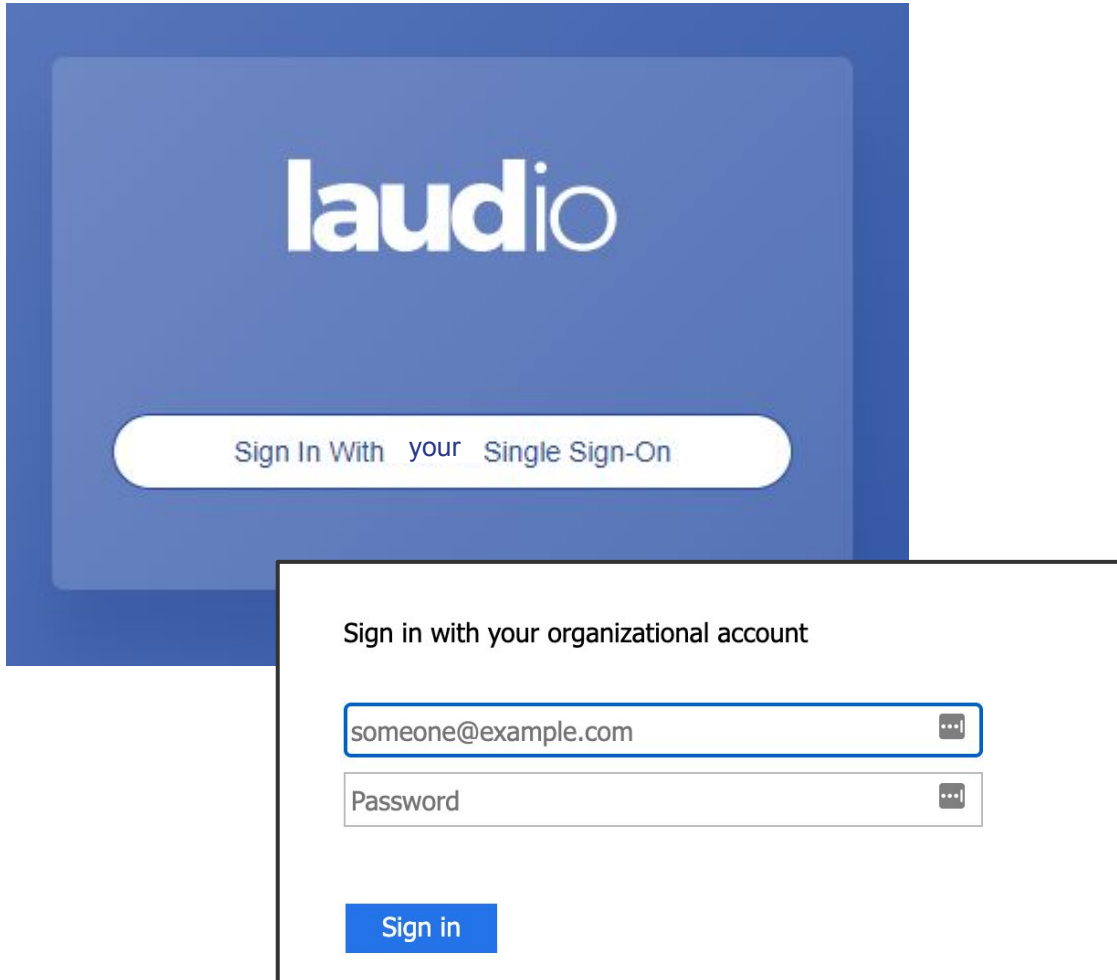 laudio
Sign In With your Single Sign-On
Sign in with your organizational account
someone@example.com
Password
Sign in